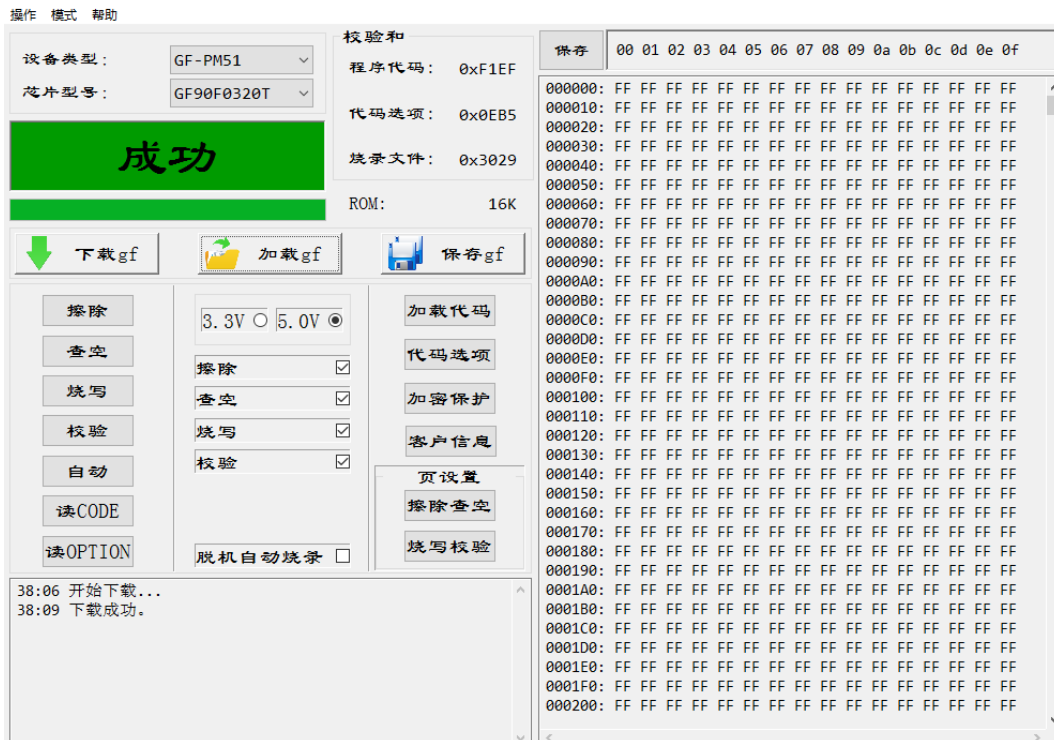 操作 模式 帮助
设备类型: GF-PM51
芯片型号: GF90F0320T
成功
校验和
程序代码: 0xF1EF
代码选项: 0x0EB5
烧录文件: 0x3029
ROM: 16K
下载gf 加载gf 保存gf
擦除
查空
烧写
校验
自动
读CODE
读OPTION
3.3V 5.0V
擦除
查空
烧写
校验
脱机自动烧录
加载代码
代码选项
加密保护
客户信息
页设置
擦除查空
烧写校验
38:06 开始下载...
38:09 下载成功。
保存 00 01 02 03 04 05 06 07 08 09 0a 0b 0c 0d 0e 0f
000000: FF FF FF FF FF FF FF FF FF FF FF FF FF FF FF FF
000010: FF FF FF FF FF FF FF FF FF FF FF FF FF FF FF FF
000020: FF FF FF FF FF FF FF FF FF FF FF FF FF FF FF FF
000030: FF FF FF FF FF FF FF FF FF FF FF FF FF FF FF FF
000040: FF FF FF FF FF FF FF FF FF FF FF FF FF FF FF FF
000050: FF FF FF FF FF FF FF FF FF FF FF FF FF FF FF FF
000060: FF FF FF FF FF FF FF FF FF FF FF FF FF FF FF FF
000070: FF FF FF FF FF FF FF FF FF FF FF FF FF FF FF FF
000080: FF FF FF FF FF FF FF FF FF FF FF FF FF FF FF FF
000090: FF FF FF FF FF FF FF FF FF FF FF FF FF FF FF FF
0000A0: FF FF FF FF FF FF FF FF FF FF FF FF FF FF FF FF
0000B0: FF FF FF FF FF FF FF FF FF FF FF FF FF FF FF FF
0000C0: FF FF FF FF FF FF FF FF FF FF FF FF FF FF FF FF
0000D0: FF FF FF FF FF FF FF FF FF FF FF FF FF FF FF FF
0000E0: FF FF FF FF FF FF FF FF FF FF FF FF FF FF FF FF
0000F0: FF FF FF FF FF FF FF FF FF FF FF FF FF FF FF FF
000100: FF FF FF FF FF FF FF FF FF FF FF FF FF FF FF FF
000110: FF FF FF FF FF FF FF FF FF FF FF FF FF FF FF FF
000120: FF FF FF FF FF FF FF FF FF FF FF FF FF FF FF FF
000130: FF FF FF FF FF FF FF FF FF FF FF FF FF FF FF FF
000140: FF FF FF FF FF FF FF FF FF FF FF FF FF FF FF FF
000150: FF FF FF FF FF FF FF FF FF FF FF FF FF FF FF FF
000160: FF FF FF FF FF FF FF FF FF FF FF FF FF FF FF FF
000170: FF FF FF FF FF FF FF FF FF FF FF FF FF FF FF FF
000180: FF FF FF FF FF FF FF FF FF FF FF FF FF FF FF FF
000190: FF FF FF FF FF FF FF FF FF FF FF FF FF FF FF FF
0001A0: FF FF FF FF FF FF FF FF FF FF FF FF FF FF FF FF
0001B0: FF FF FF FF FF FF FF FF FF FF FF FF FF FF FF FF
0001C0: FF FF FF FF FF FF FF FF FF FF FF FF FF FF FF FF
0001D0: FF FF FF FF FF FF FF FF FF FF FF FF FF FF FF FF
0001E0: FF FF FF FF FF FF FF FF FF FF FF FF FF FF FF FF
0001F0: FF FF FF FF FF FF FF FF FF FF FF FF FF FF FF FF
000200: FF FF FF FF FF FF FF FF FF FF FF FF FF FF FF FF